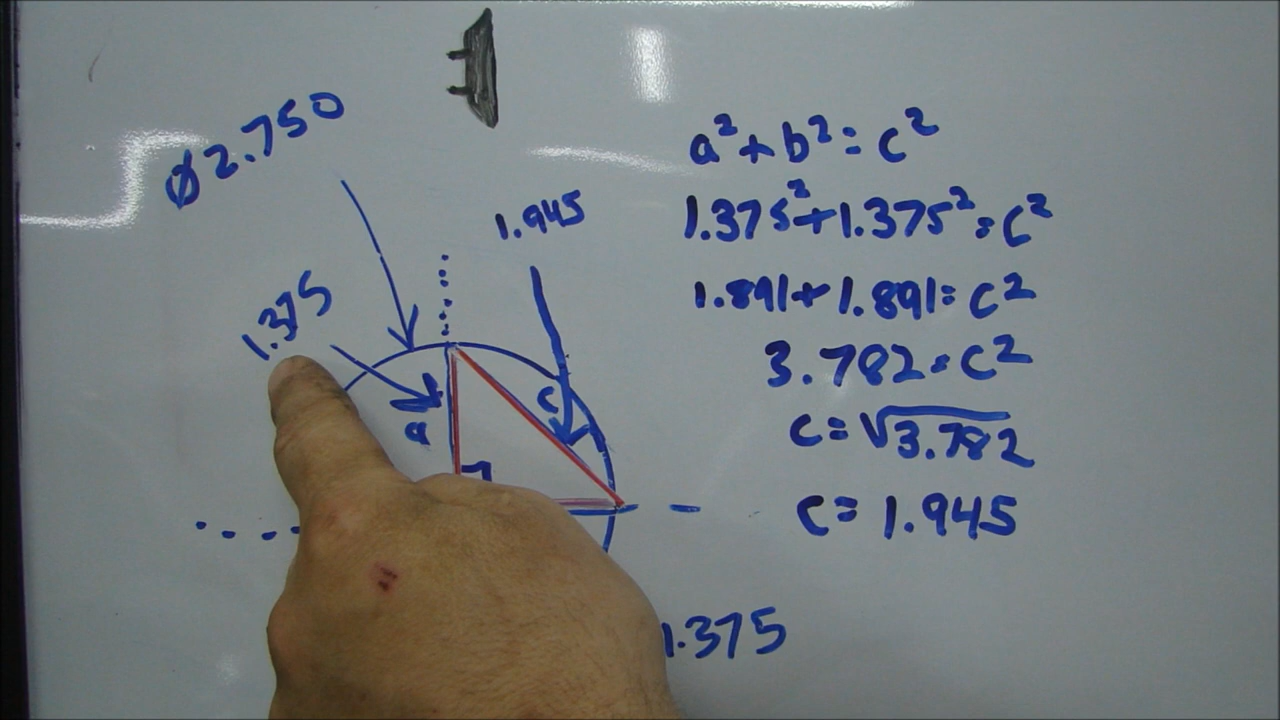 Ø2.750
1.945
1.375
a
c
1.375
a²+b²=c²
1.375²+1.375²=c²
1.891+1.891=c²
3.782=c²
c=√3.782
c=1.945